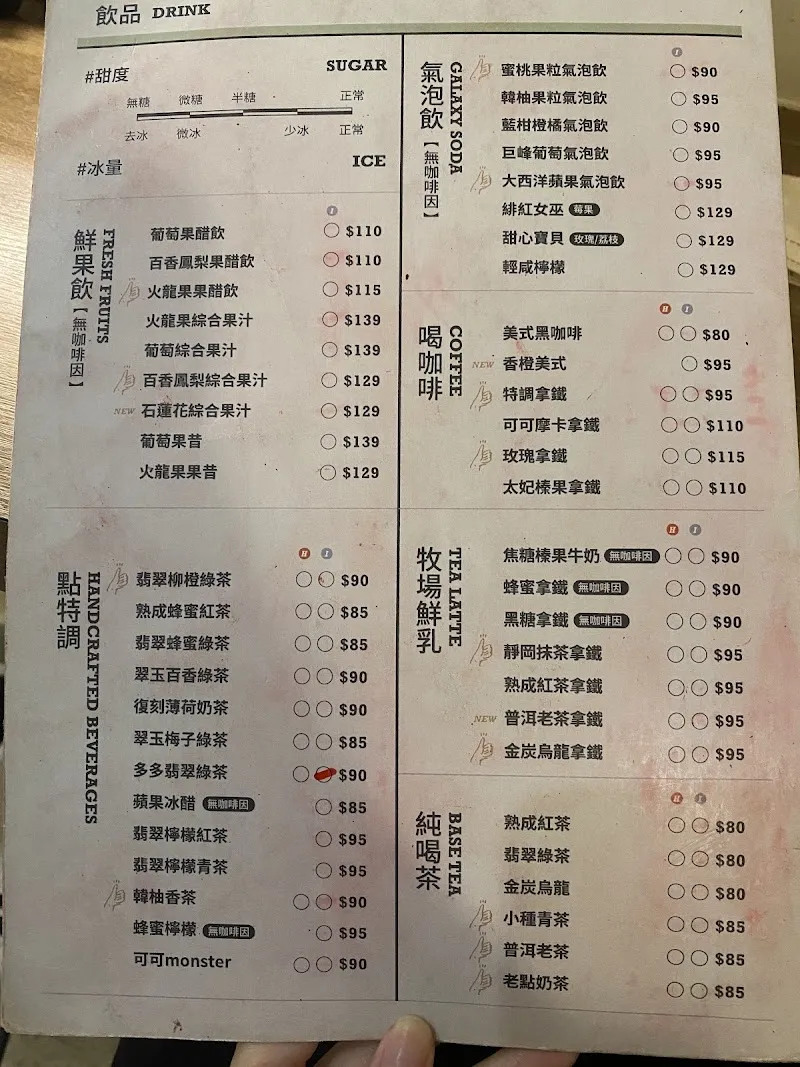 飲品 DRINK
#甜度 SUGAR
無糖 微糖 半糖 正常
去冰 微冰 少冰 正常
#冰量 ICE
鮮果飲【無咖啡因】
FRESH FRUITS
I
葡萄果醋飲 $110
百香鳳梨果醋飲 $110
火龍果果醋飲 $115
火龍果綜合果汁 $139
葡萄綜合果汁 $139
百香鳳梨綜合果汁 $129
NEW 石蓮花綜合果汁 $129
葡萄果昔 $139
火龍果果昔 $129
點特調
HANDCRAFTED BEVERAGES
H I
翡翠柳橙綠茶 $90
熟成蜂蜜紅茶 $85
翡翠蜂蜜綠茶 $85
翠玉百香綠茶 $90
復刻薄荷奶茶 $90
翠玉梅子綠茶 $85
多多翡翠綠茶 $90
蘋果冰醋 無咖啡因 $85
翡翠檸檬紅茶 $95
翡翠檸檬青茶 $95
韓柚香茶 $90
蜂蜜檸檬 無咖啡因 $95
可可monster $90
氣泡飲【無咖啡因】
GALAXY SODA
I
蜜桃果粒氣泡飲 $90
韓柚果粒氣泡飲 $95
藍柑橙橘氣泡飲 $90
巨峰葡萄氣泡飲 $95
大西洋蘋果氣泡飲 $95
緋紅女巫 莓果 $129
甜心寶貝 玫瑰/荔枝 $129
輕咸檸檬 $129
喝咖啡
COFFEE
H I
美式黑咖啡 $80
NEW 香橙美式 $95
特調拿鐵 $95
可可摩卡拿鐵 $110
玫瑰拿鐵 $115
太妃榛果拿鐵 $110
牧場鮮乳
TEA LATTE
H I
焦糖榛果牛奶 無咖啡因 $90
蜂蜜拿鐵 無咖啡因 $90
黑糖拿鐵 無咖啡因 $90
靜岡抹茶拿鐵 $95
熟成紅茶拿鐵 $95
NEW 普洱老茶拿鐵 $95
金炭烏龍拿鐵 $95
純喝茶
BASE TEA
H I
熟成紅茶 $80
翡翠綠茶 $80
金炭烏龍 $80
小種青茶 $85
普洱老茶 $85
老點奶茶 $85